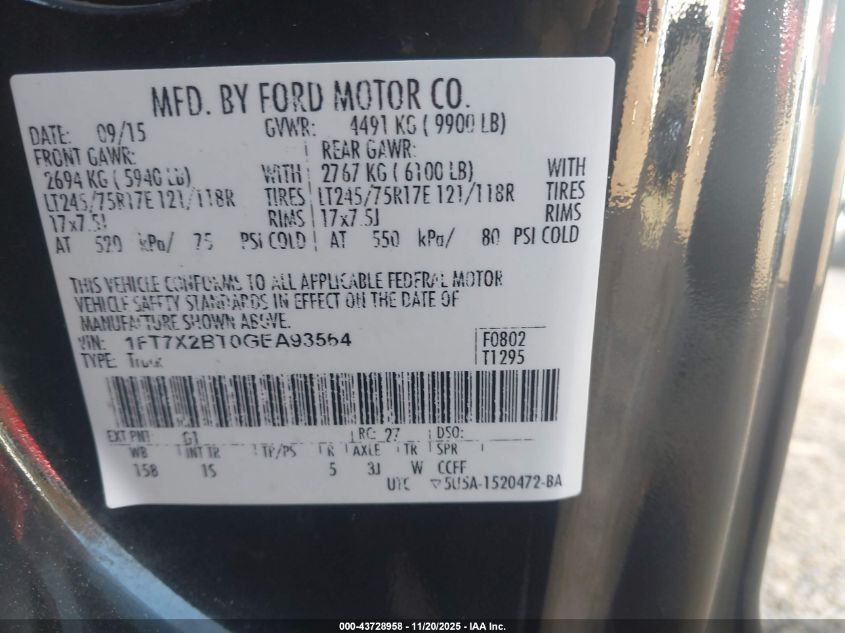 MFD. BY FORD MOTOR CO.
DATE: 09/15 GVWR: 4491 KG ( 9900 LB)
FRONT GAWR: REAR GAWR:
2694 KG ( 5940 LB) WITH 2767 KG ( 6100 LB) WITH
LT245/75R17E 121/118R TIRES LT245/75R17E 121/118R TIRES
17x7.5J RIMS 17x7.5J RIMS
AT 520 kPa/ 75 PSI COLD AT 550 kPa/ 80 PSI COLD
THIS VEHICLE CONFORMS TO ALL APPLICABLE FEDERAL MOTOR
VEHICLE SAFETY STANDARDS IN EFFECT ON THE DATE OF
MANUFACTURE SHOWN ABOVE.
VIN: 1FT7X2BT0GEA93564 F0802
TYPE: Truck T1295
EXT PNT: G1 RC: 27 DSO:
WB INT TR TP/PS R AXLE TR SPR
158 1S 5 3J W CCFF
UTC ▽5U5A-1520472-BA
000-43728958 - 11/20/2025 - IAA Inc.